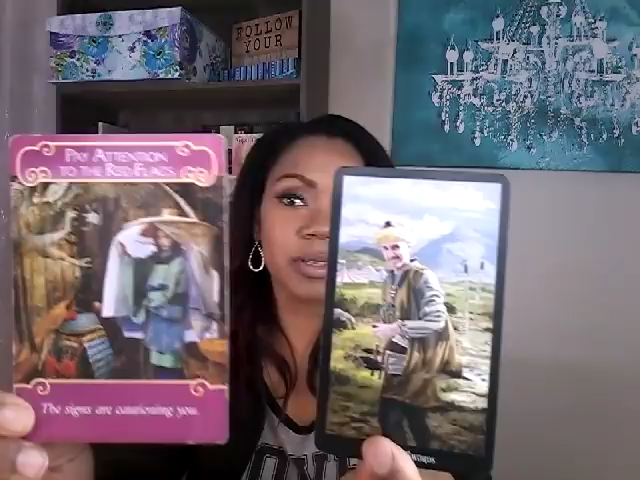 FOLLOW
YOUR
PAY ATTENTION
TO THE RED FLAGS
The signs are cautioning you.